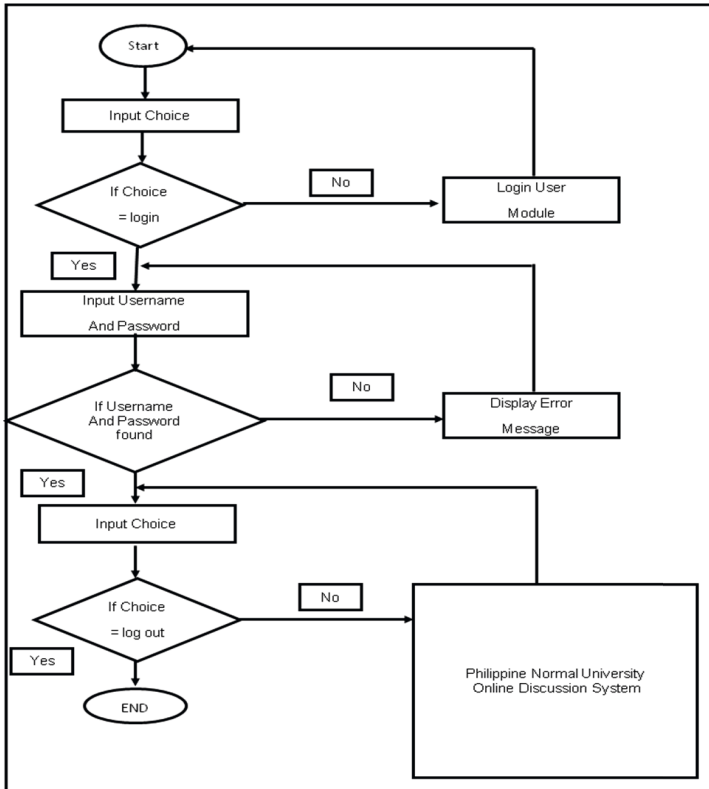 Start
Input Choice
If Choice
= login
No
Login User
Module
Yes
Input Username
And Password
If Username
And Password
found
No
Display Error
Message
Yes
Input Choice
If Choice
= log out
No
Philippine Normal University
Online Discussion System
Yes
END